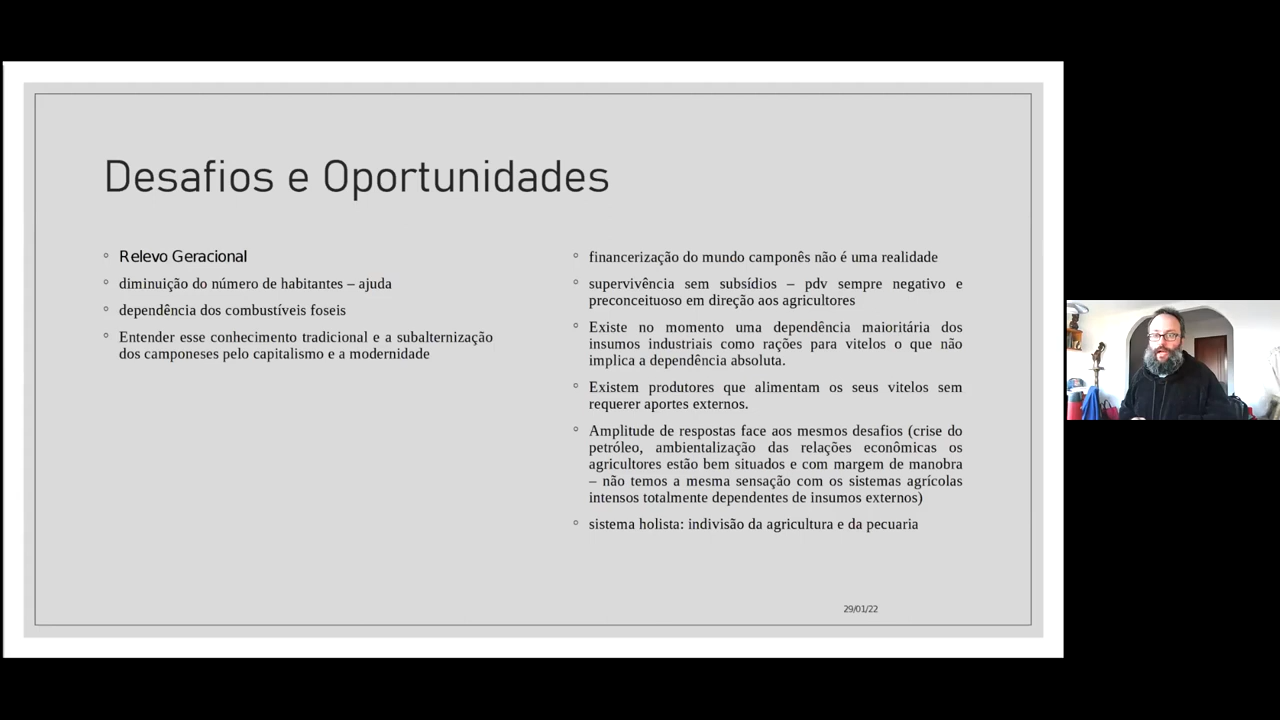 Desafios e Oportunidades
◦ Relevo Geracional
◦ diminuição do número de habitantes – ajuda
◦ dependência dos combustíveis foseis
◦ Entender esse conhecimento tradicional e a subalternização
dos camponeses pelo capitalismo e a modernidade
◦ financerização do mundo camponês não é uma realidade
◦ supervivência sem subsídios – pdv sempre negativo e
preconceituoso em direção aos agricultores
◦ Existe no momento uma dependência maioritária dos
insumos industriais como rações para vitelos o que não
implica a dependência absoluta.
◦ Existem produtores que alimentam os seus vitelos sem
requerer aportes externos.
◦ Amplitude de respostas face aos mesmos desafios (crise do
petróleo, ambientalização das relações econômicas os
agricultores estão bem situados e com margem de manobra
– não temos a mesma sensação com os sistemas agrícolas
intensos totalmente dependentes de insumos externos)
◦ sistema holista: indivisão da agricultura e da pecuaria
29/01/22